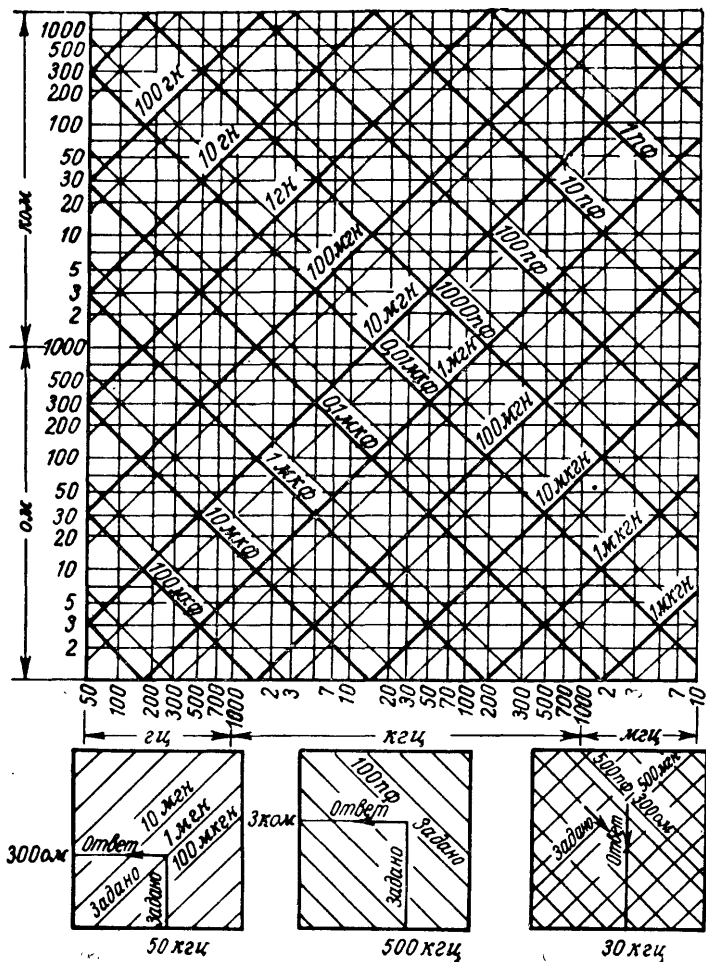 1000
500
300
200
100
50
30
20
10
5
3
2
1000
500
300
200
100
50
30
20
10
5
3
2
ком
ом
100 гн
10 гн
1 гн
100 мгн
10 мгн
1 мгн
100 мгн
10 мкгн
1 мкгн
1 мкгн
1 пф
10 пф
100 пф
1000 пф
0,01 мкф
0,1 мкф
1 мкф
10 мкф
100 мкф
50 100 200 300 500 700 1000 2 3 7 10 20 30 50 70 100 200 300 500 700 1000 2 3 7 10
гц кгц мгц
10 мгн
1 мгн
100 мкгн
Ответ
300 ом
Задано
Задано
50 кгц
100 пф
Ответ
3 ком
Задано
Задано
500 кгц
500 пф
500 мгн
300 ом
Задано
Ответ
30 кгц